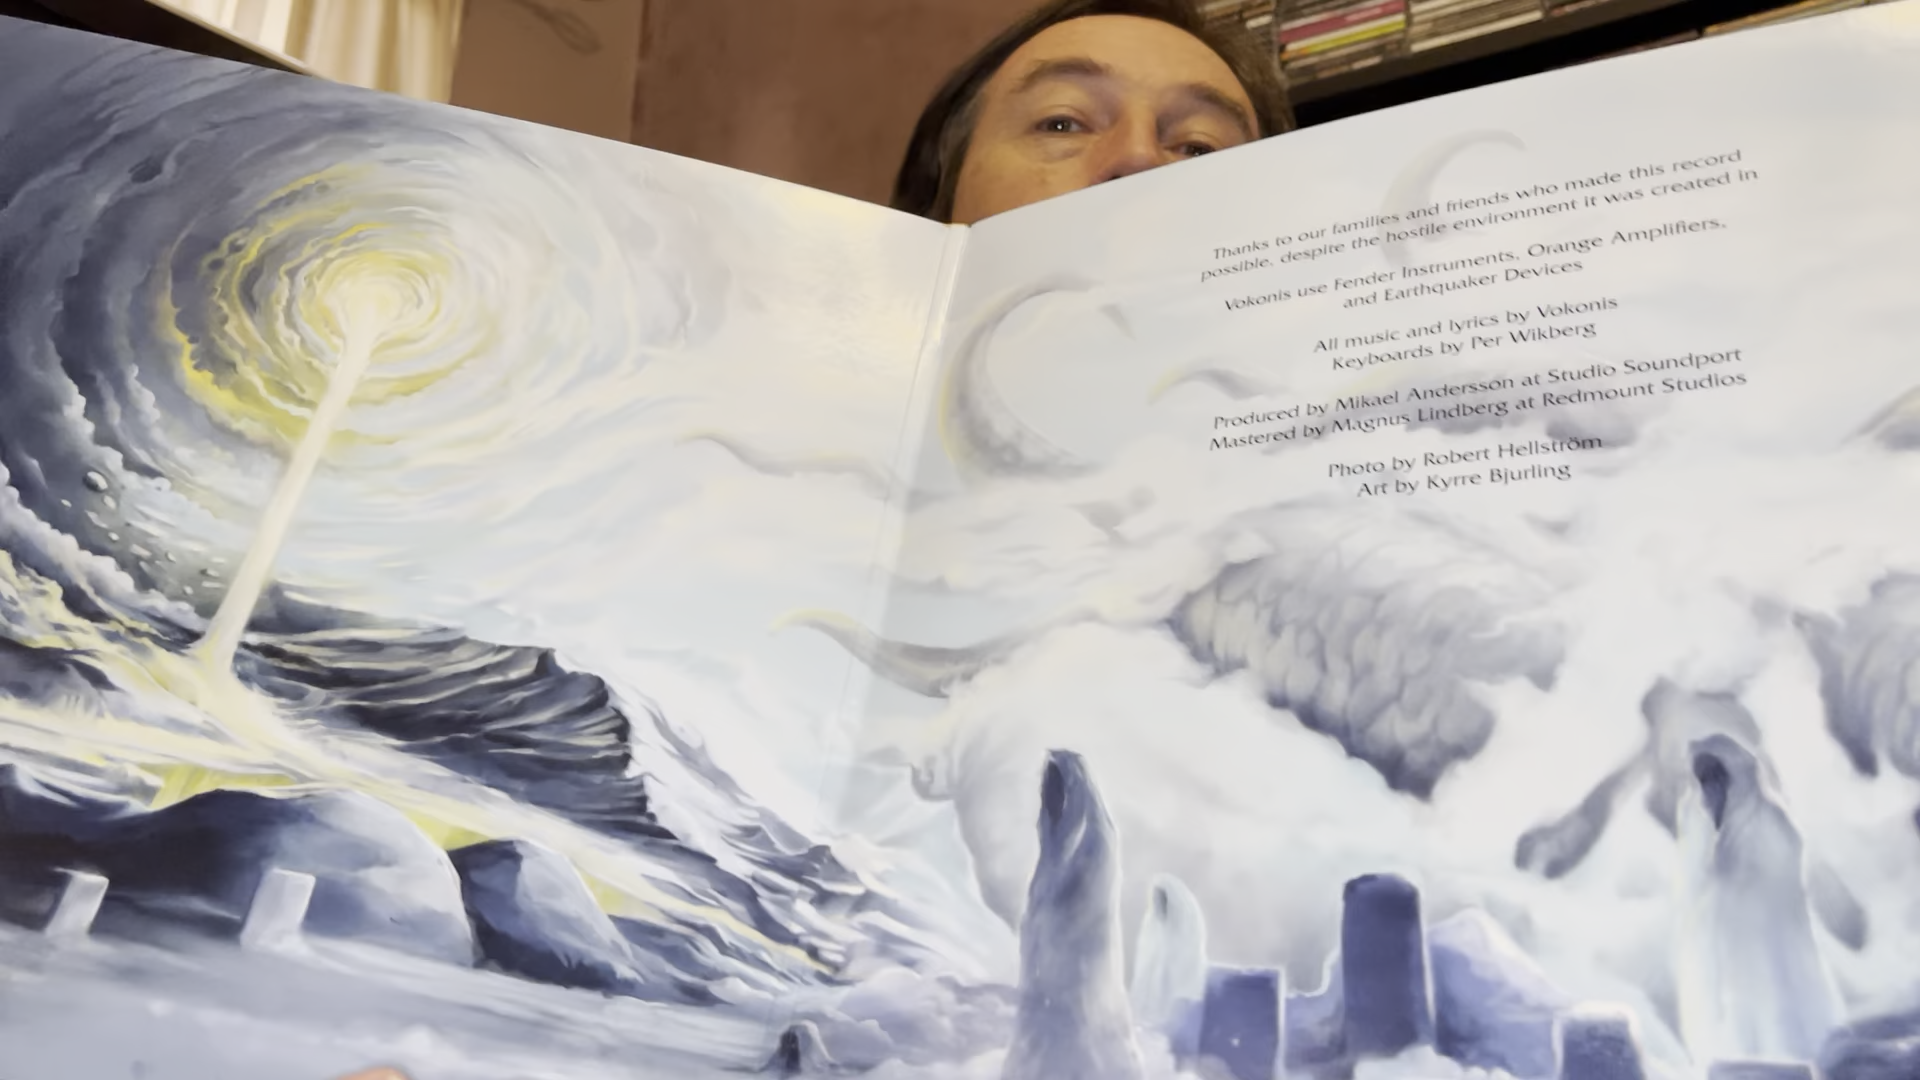 Thanks to our families and friends who made this record
possible, despite the hostile environment it was created in
Vokonis use Fender Instruments, Orange Amplifiers,
and Earthquaker Devices
All music and lyrics by Vokonis
Keyboards by Per Wikberg
Produced by Mikael Andersson at Studio Soundport
Mastered by Magnus Lindberg at Redmount Studios
Photo by Robert Hellström
Art by Kyrre Bjurling